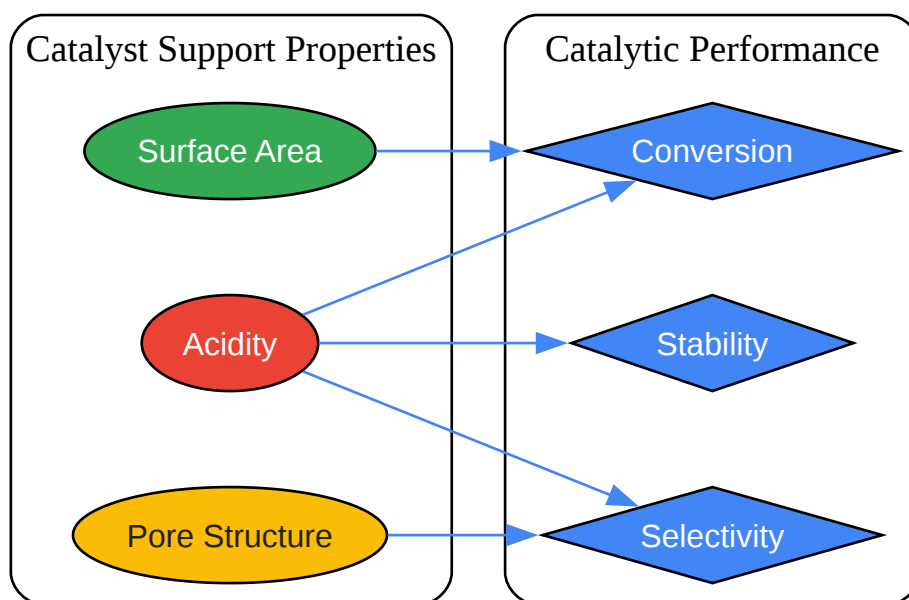 Catalyst Support Properties
Surface Area
Acidity
Pore Structure
Catalytic Performance
Conversion
Stability
Selectivity